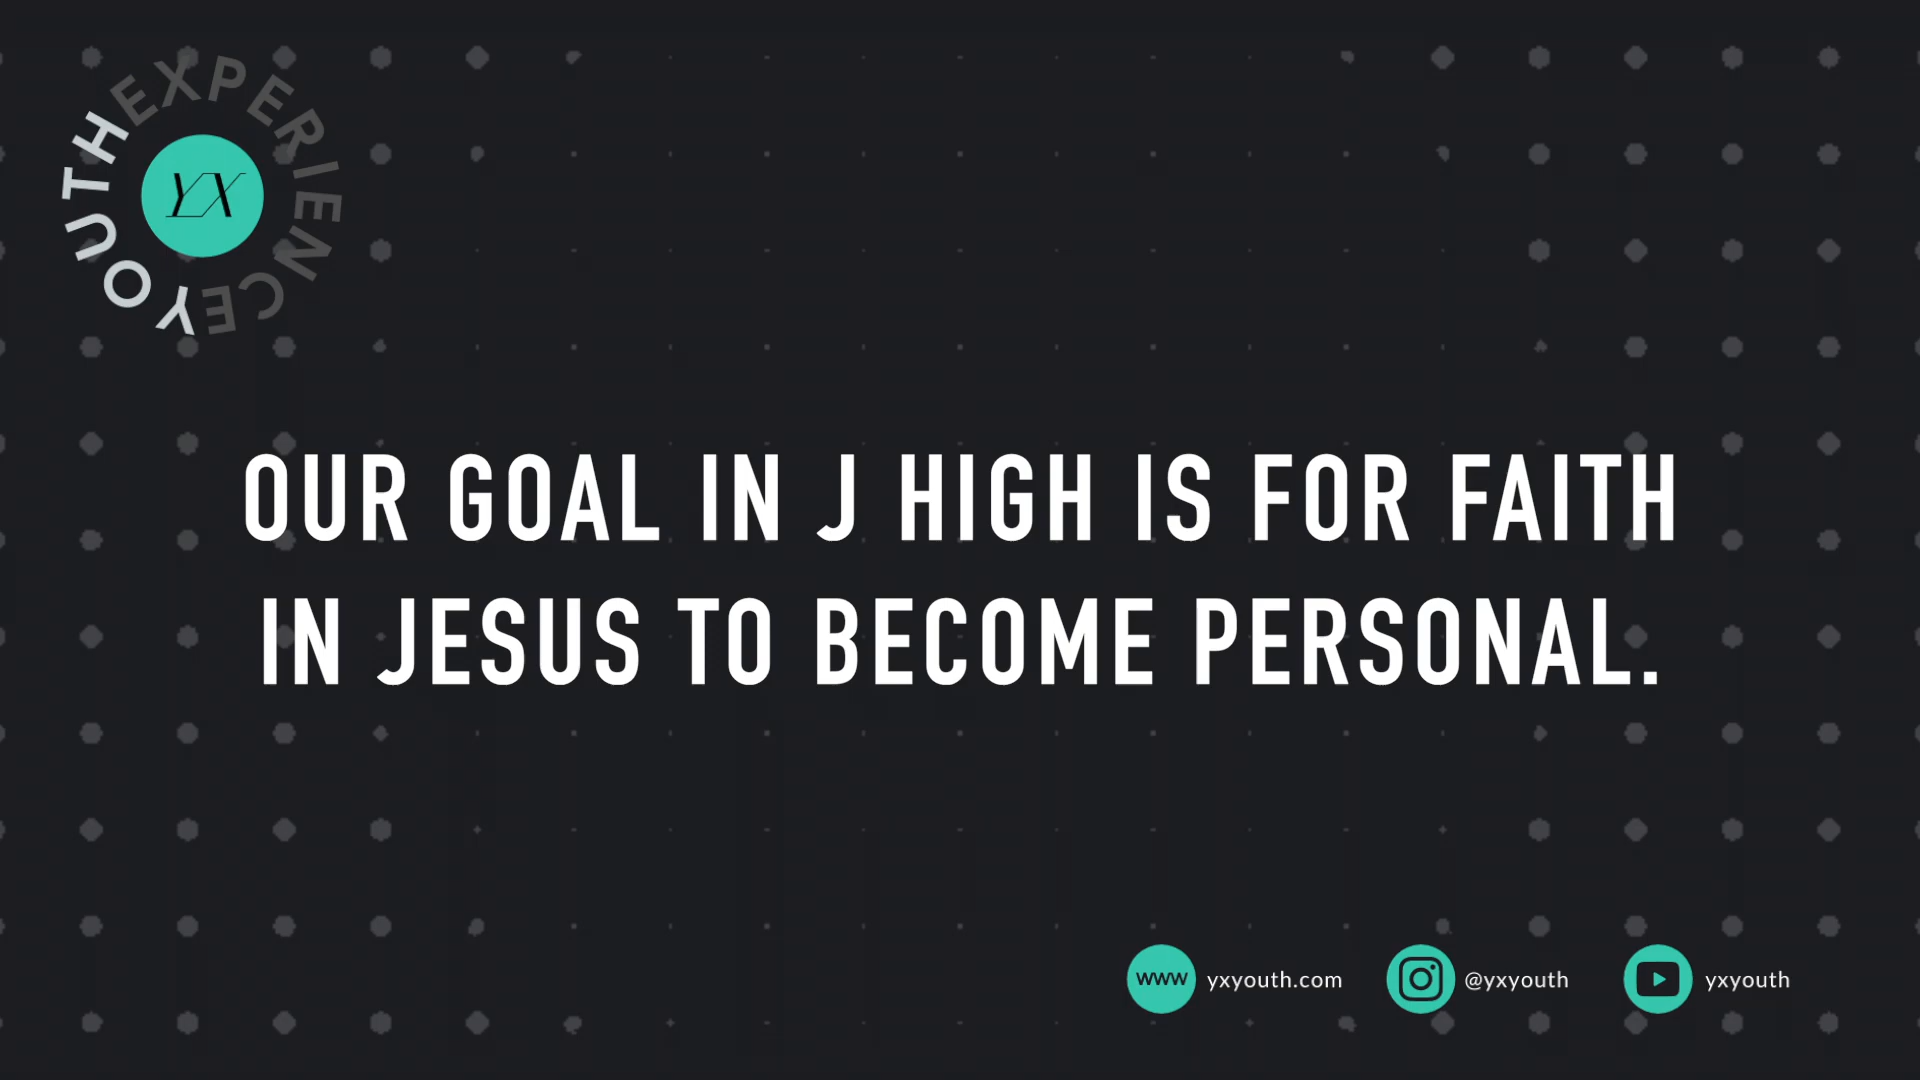 YOUTHEXPERIENCE
YX
OUR GOAL IN J HIGH IS FOR FAITH
IN JESUS TO BECOME PERSONAL.
www yxyouth.com @yxyouth yxyouth